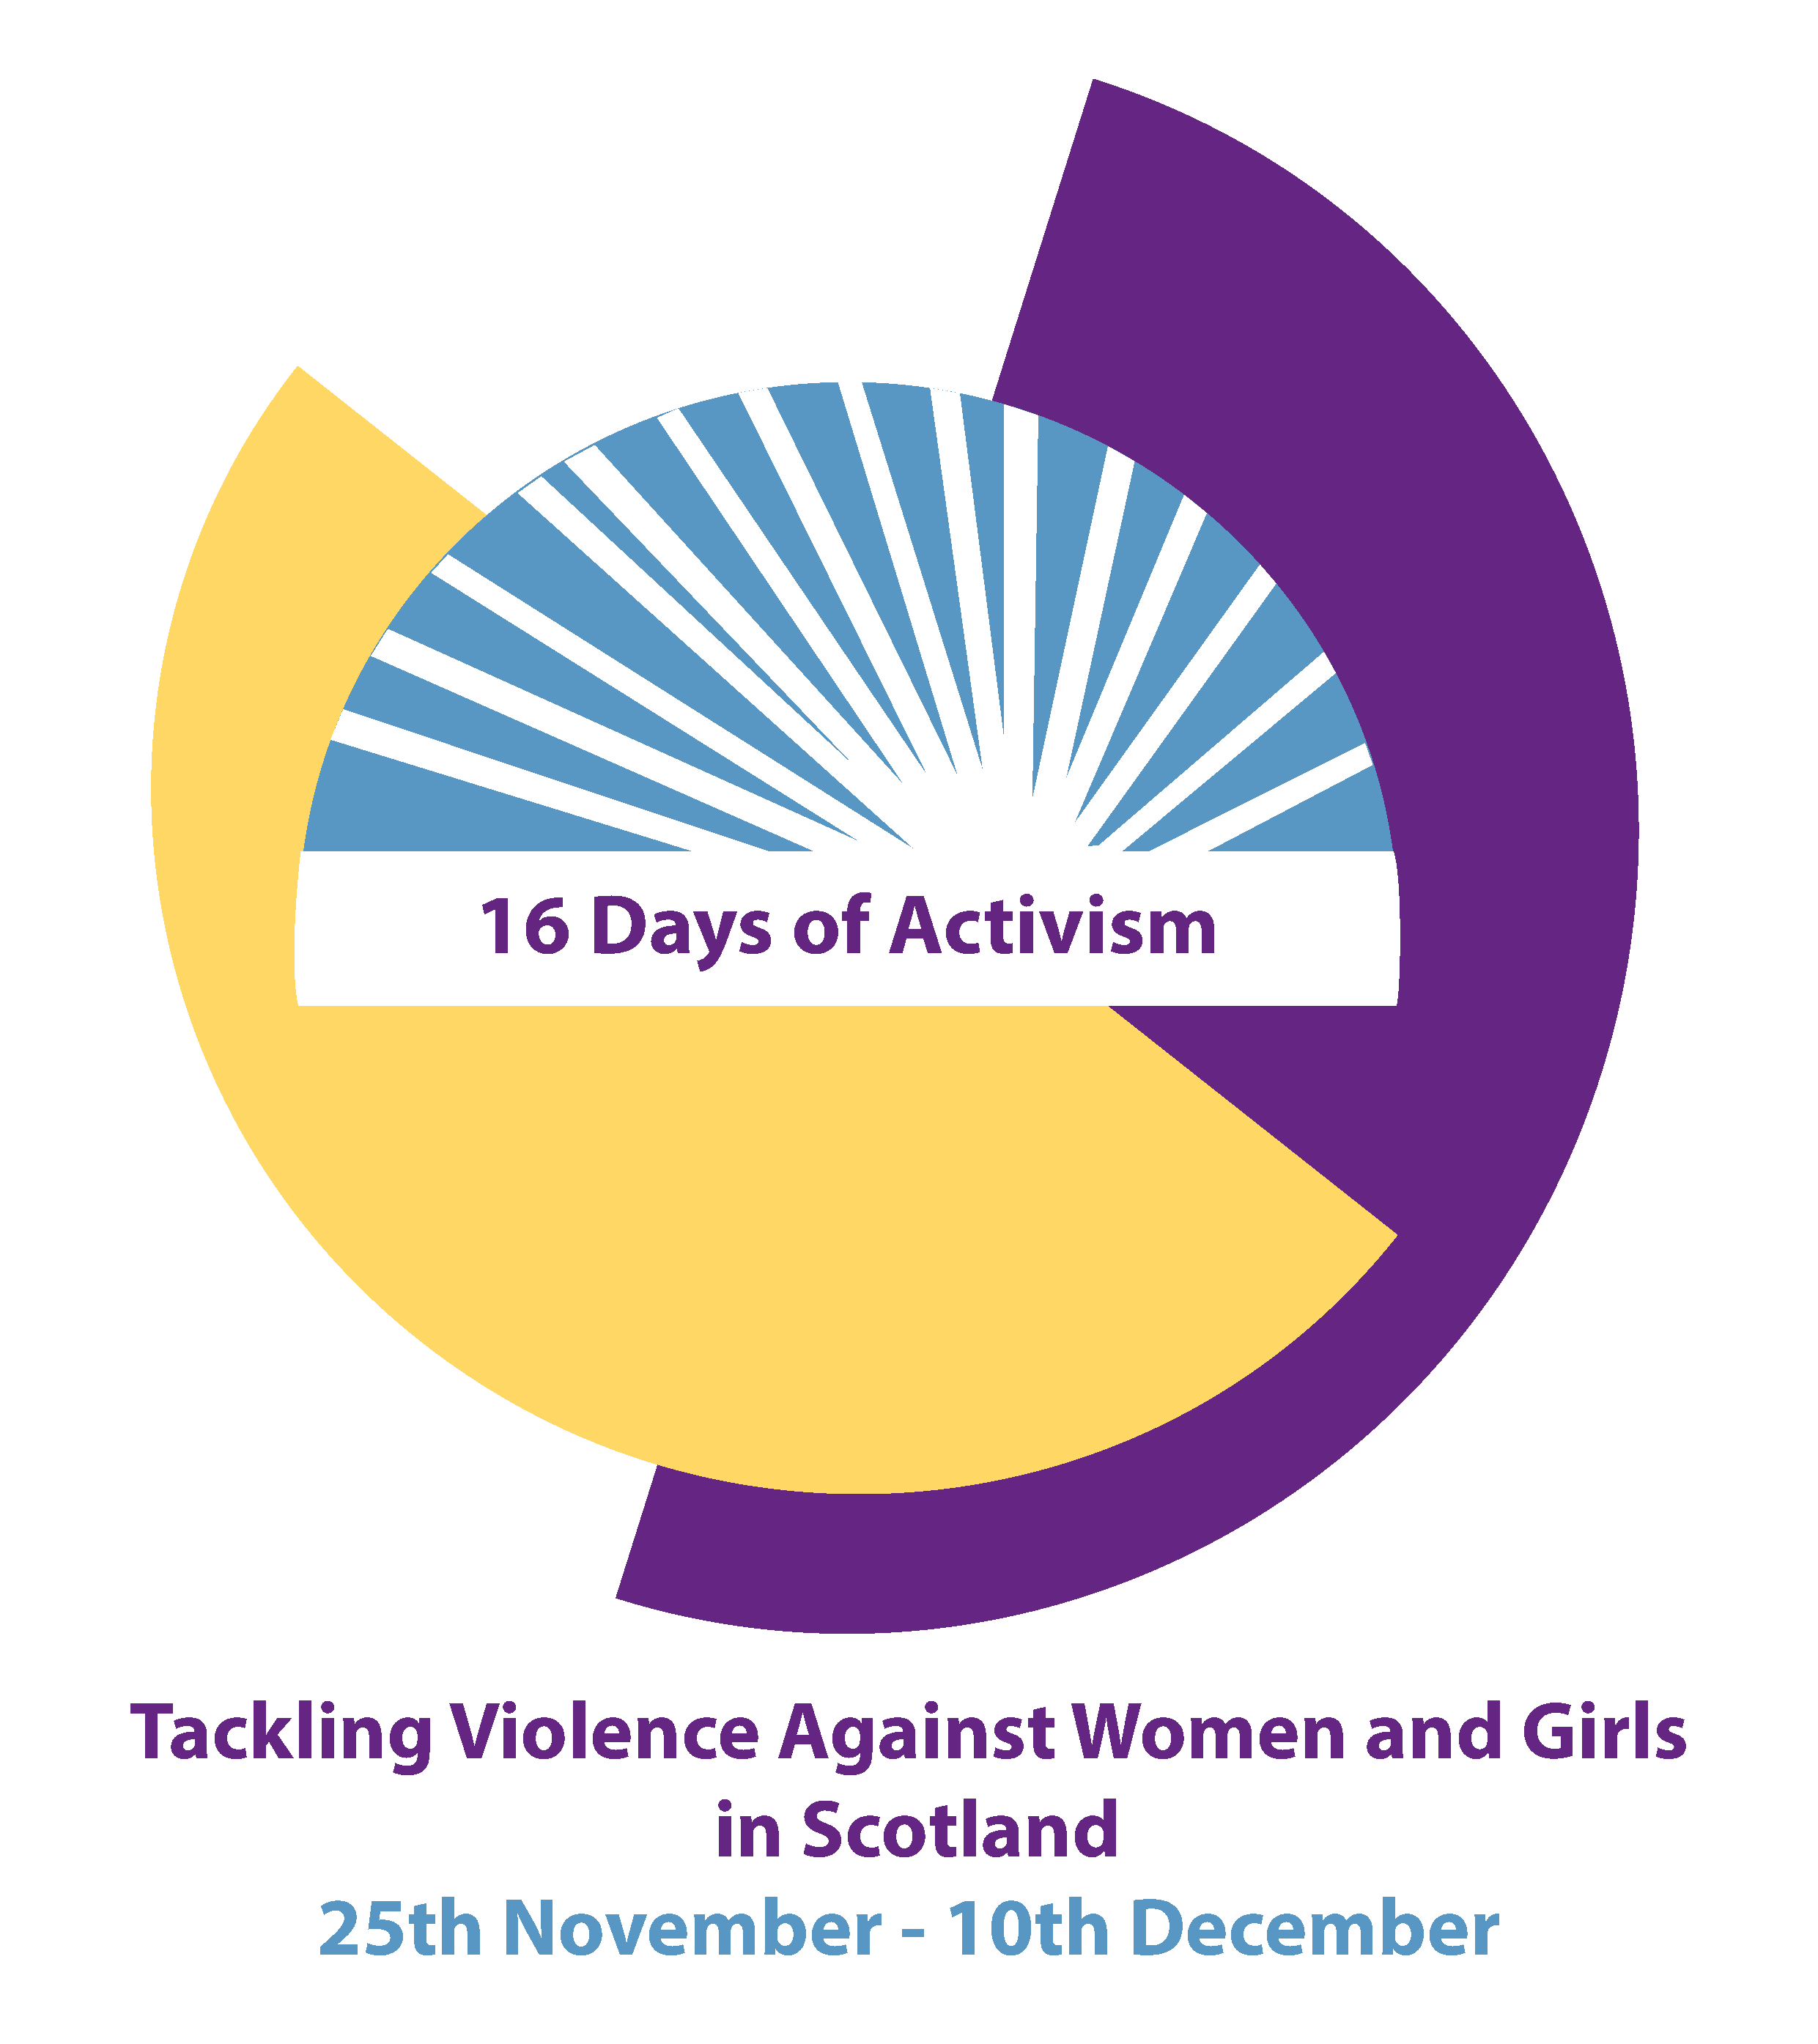 16 Days of Activism
Tackling Violence Against Women and Girls
in Scotland
25th November - 10th December